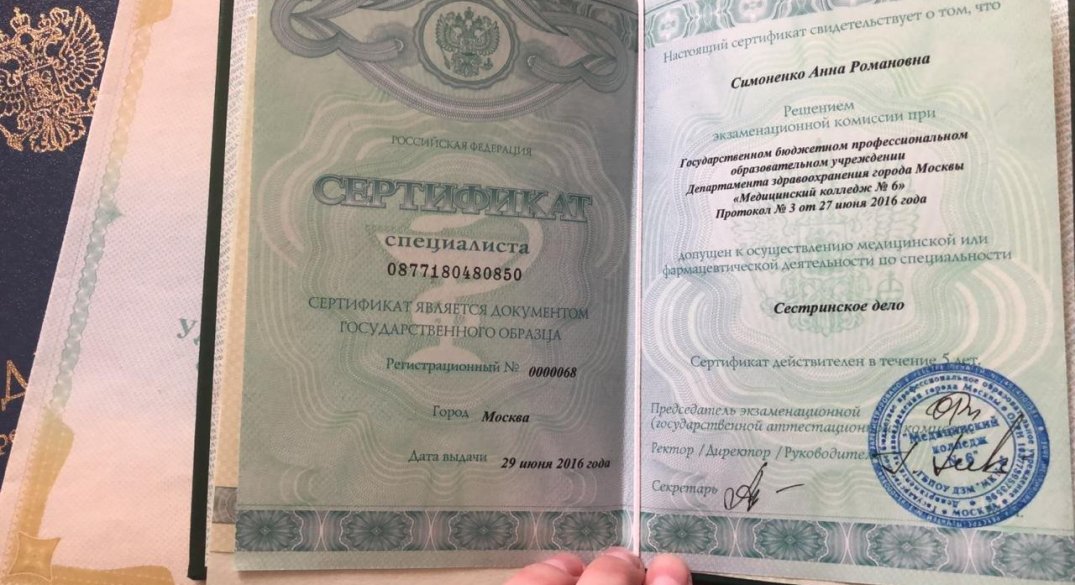 РОССИЙСКАЯ ФЕДЕРАЦИЯ
СЕРТИФИКАТ
специалиста
0877180480850
СЕРТИФИКАТ ЯВЛЯЕТСЯ ДОКУМЕНТОМ
ГОСУДАРСТВЕННОГО ОБРАЗЦА
Регистрационный № 0000068
Город Москва
Дата выдачи 29 июня 2016 года
Настоящий сертификат свидетельствует о том, что
Симоненко Анна Романовна
Решением
экзаменационной комиссии при
Государственном бюджетном профессиональном
образовательном учреждении
Департамента здравоохранения города Москвы
«Медицинский колледж № 6»
Протокол № 3 от 27 июня 2016 года
допущен к осуществлению медицинской или
фармацевтической деятельности по специальности
Сестринское дело
Сертификат действителен в течение 5 лет.
Председатель экзаменационной
(государственной аттестационной
Ректор /Директор /Руководитель
Секретарь
"Медицинский
колледж
№ 6"
МОСКВА